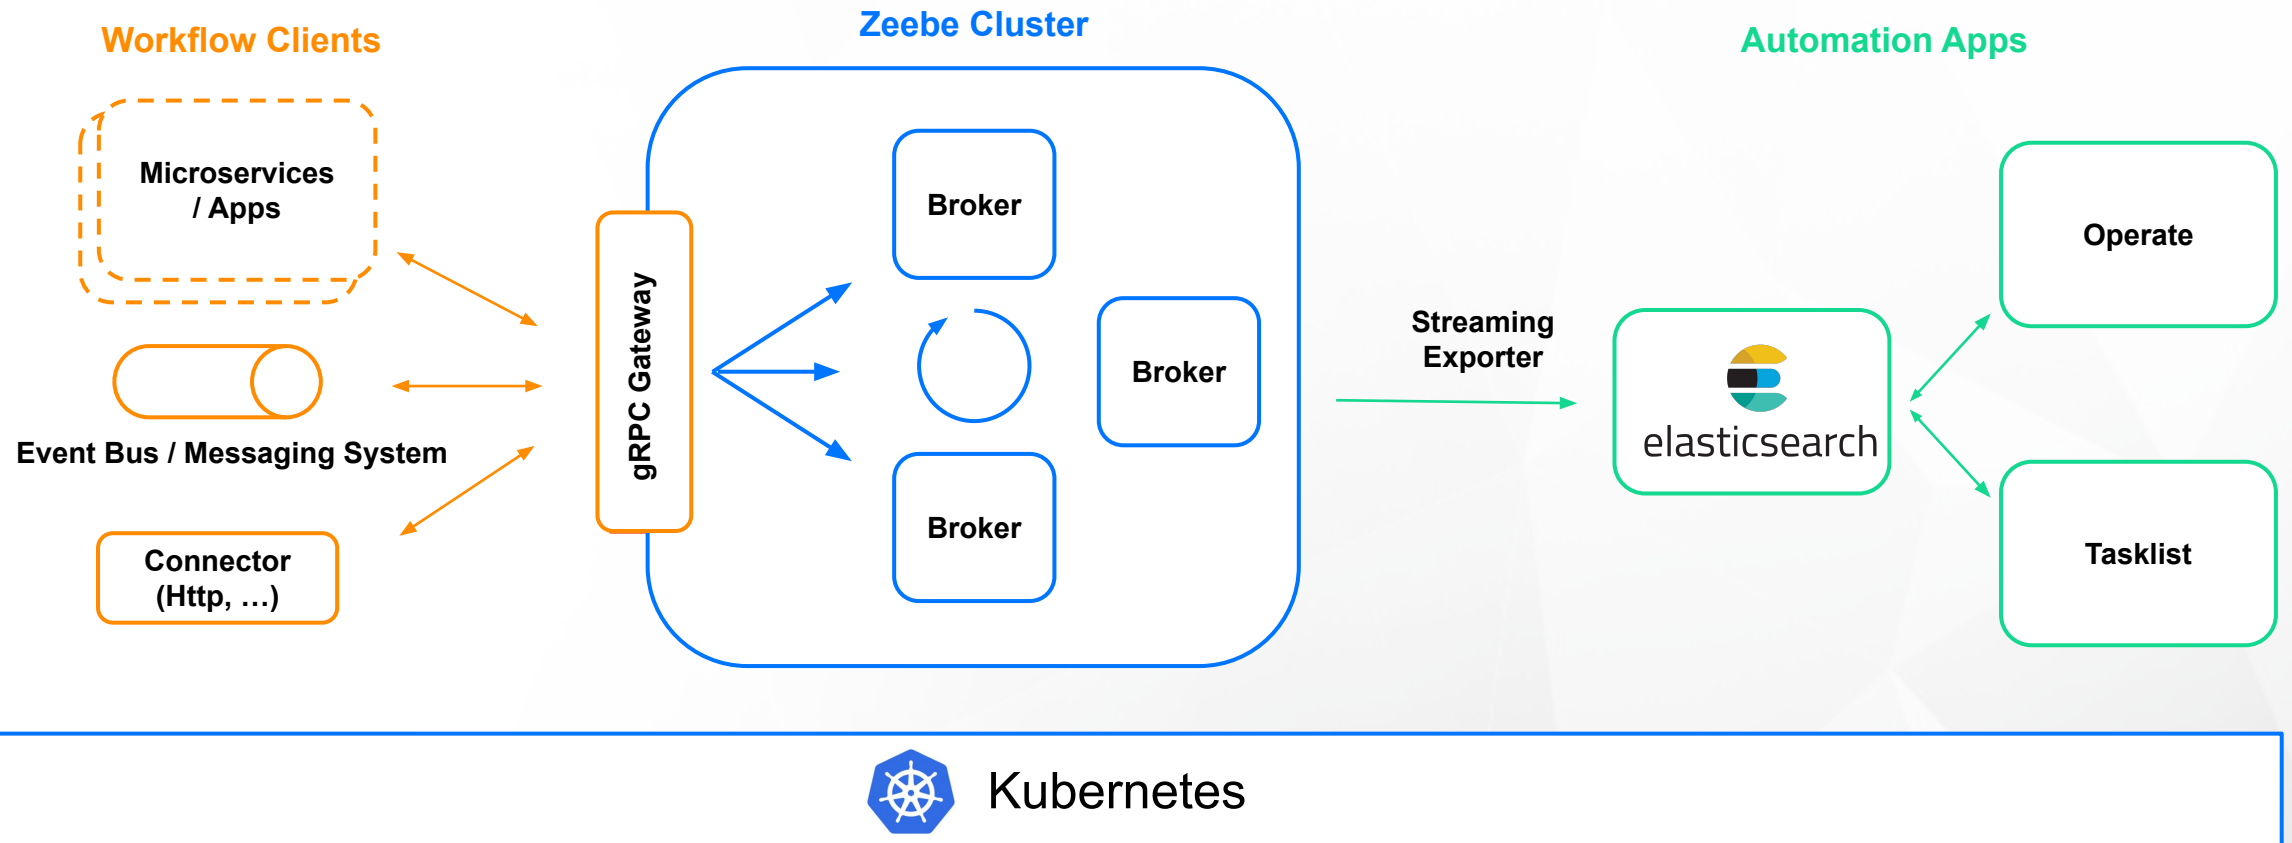 Workflow Clients
Zeebe Cluster
Automation Apps
Microservices
/ Apps
Event Bus / Messaging System
Connector
(Http, …)
gRPC Gateway
Broker
Broker
Broker
Streaming
Exporter
elasticsearch
Operate
Tasklist
Kubernetes